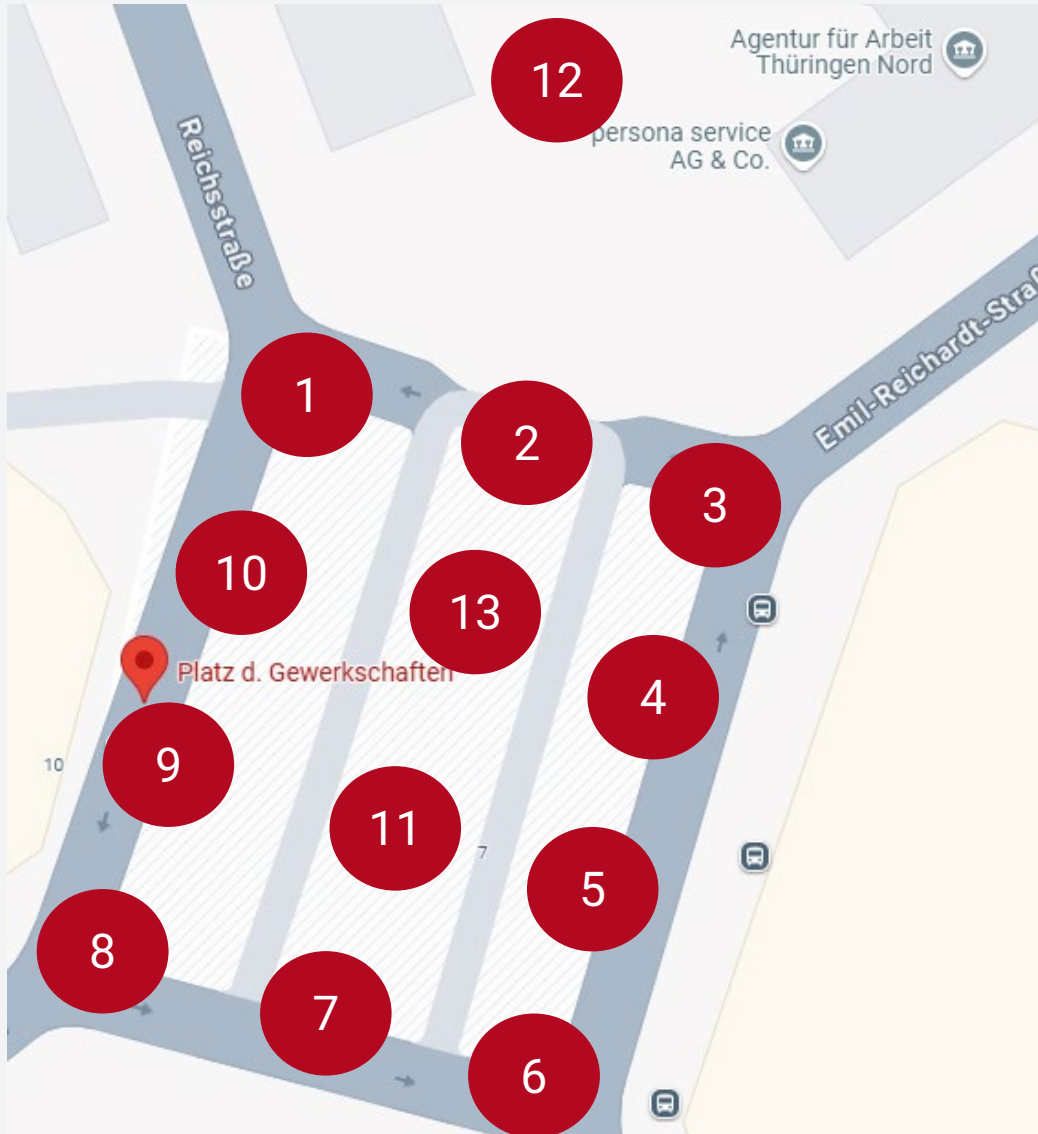 12
Agentur für Arbeit
Thüringen Nord
persona service
AG & Co.
Reichsstraße
Emil-Reichardt-Straß
1
2
3
10
13
Platz d. Gewerkschaften
4
9
10
11
7
5
8
7
6